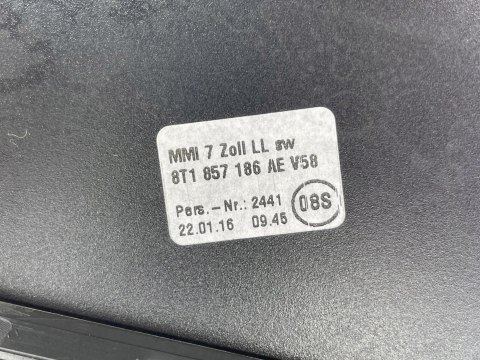 MMI 7 Zoll LL sw
8T1 857 186 AE V58
Pers.-Nr.: 2441
08S
22.01.16 09.45